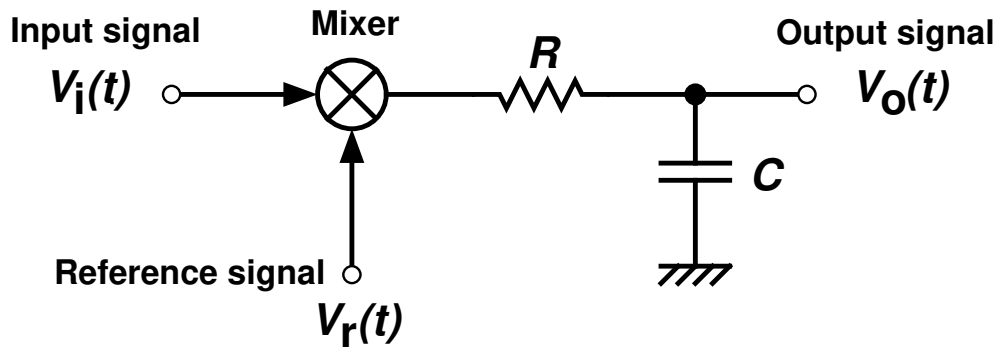 Input signal
Vi(t)
Mixer
R
Output signal
Vo(t)
C
Reference signal
Vr(t)